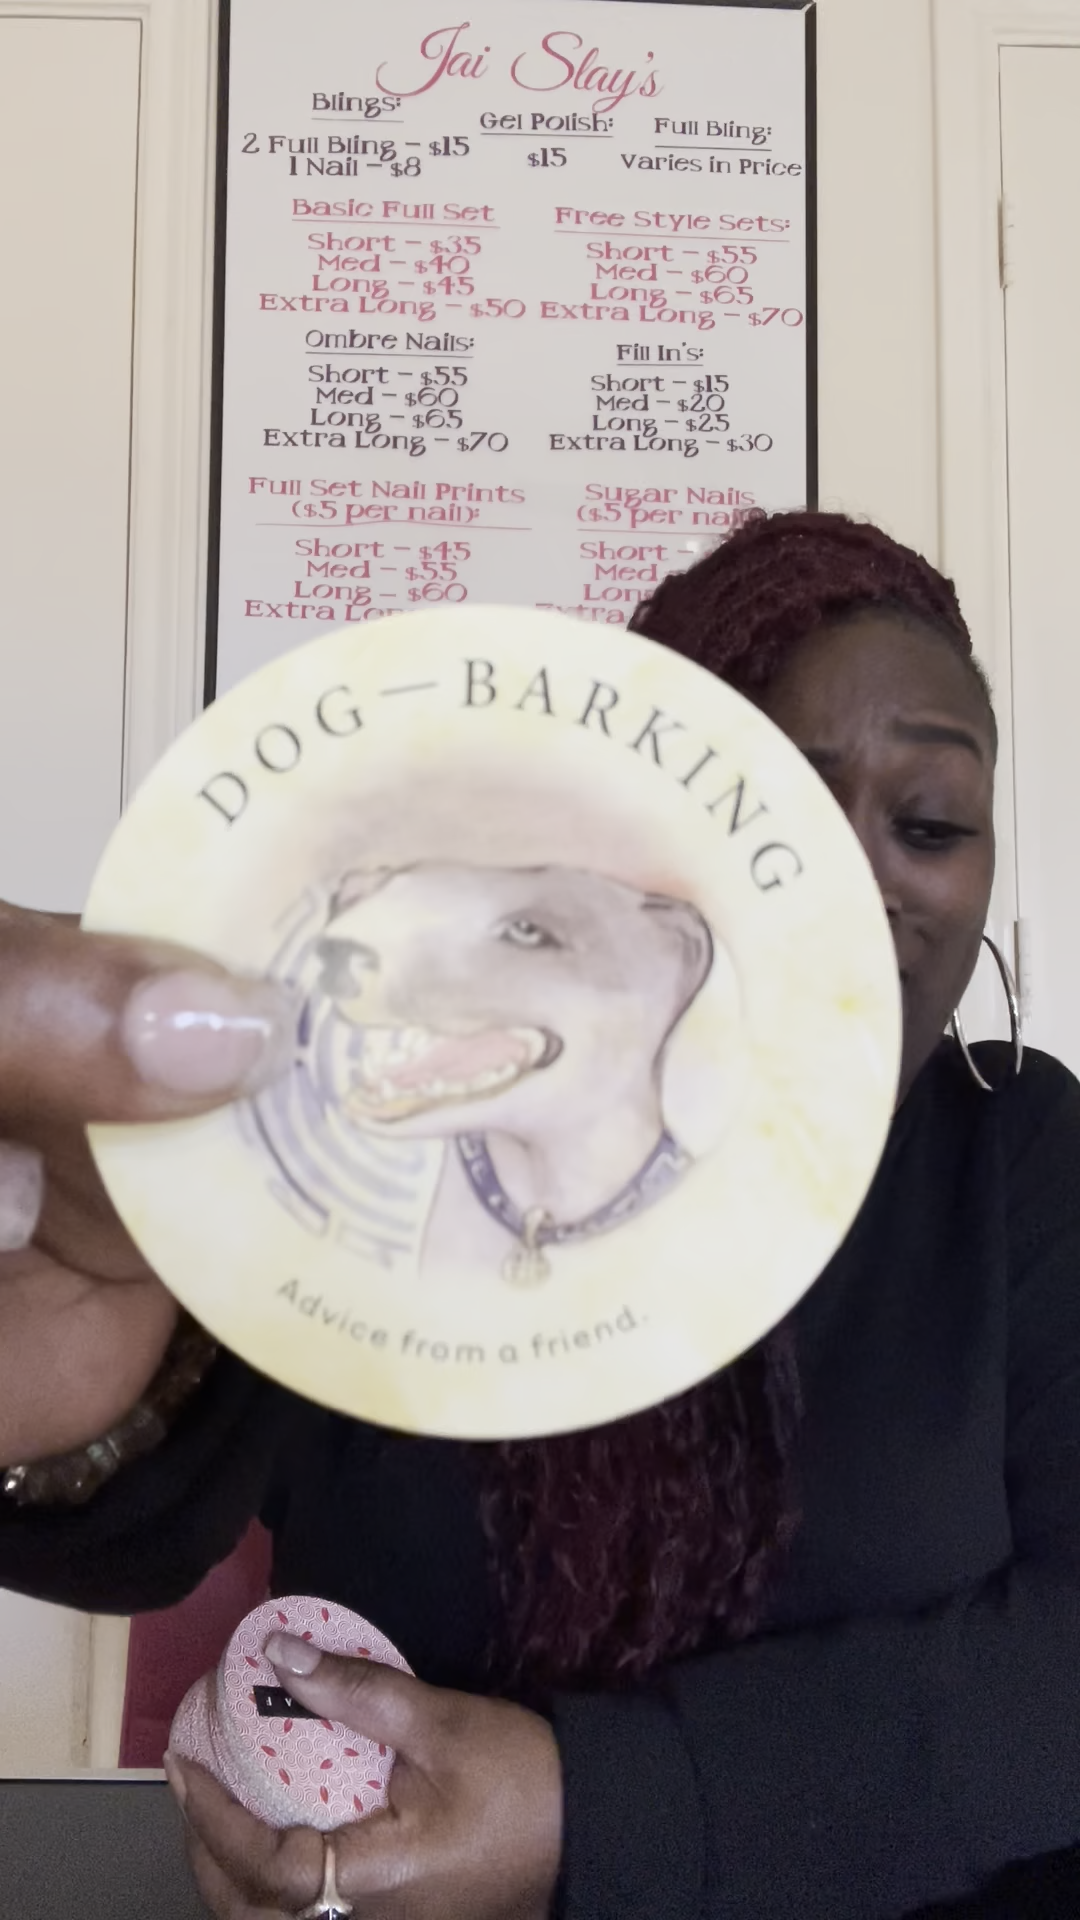 Jai Slay's
Blings:
2 Full Bling - $15
1 Nail - $8
Gel Polish:
$15
Full Bling:
Varies in Price
Basic Full Set
Short - $35
Med - $40
Long - $45
Extra Long - $50
Free Style Sets:
Short - $55
Med - $60
Long - $65
Extra Long - $70
Ombre Nails:
Short - $55
Med - $60
Long - $65
Extra Long - $70
Fill In's:
Short - $15
Med - $20
Long - $25
Extra Long - $30
Full Set Nail Prints
($5 per nail):
Short - $45
Med - $55
Long - $60
Extra
Sugar Nails
($5 per
Short -
Med
DOG-BARKING
Advice from a friend.